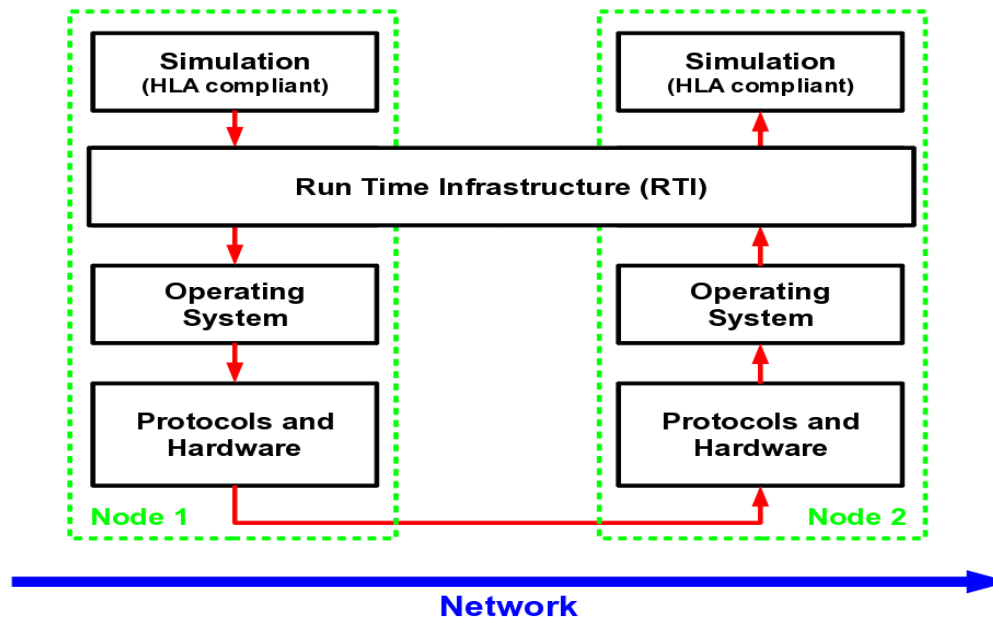 Simulation
(HLA compliant)
Simulation
(HLA compliant)
Run Time Infrastructure (RTI)
Operating
System
Operating
System
Protocols and
Hardware
Protocols and
Hardware
Node 1
Node 2
Network